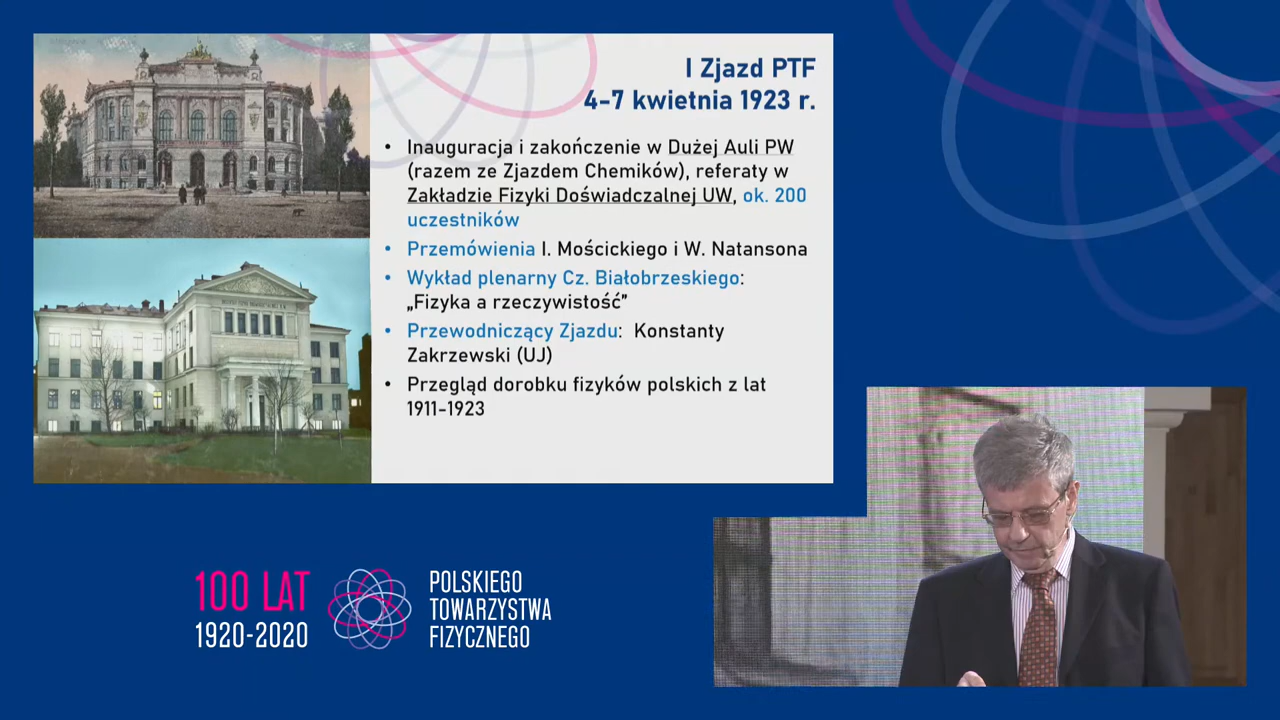 I Zjazd PTF
4-7 kwietnia 1923 r.
• Inauguracja i zakończenie w Dużej Auli PW
(razem ze Zjazdem Chemików), referaty w
Zakładzie Fizyki Doświadczalnej UW, ok. 200
uczestników
• Przemówienia I. Mościckiego i W. Natansona
• Wykład plenarny Cz. Białobrzeskiego:
„Fizyka a rzeczywistość”
• Przewodniczący Zjazdu: Konstanty
Zakrzewski (UJ)
• Przegląd dorobku fizyków polskich z lat
1911-1923
100 LAT
1920-2020
POLSKIEGO
TOWARZYSTWA
FIZYCZNEGO